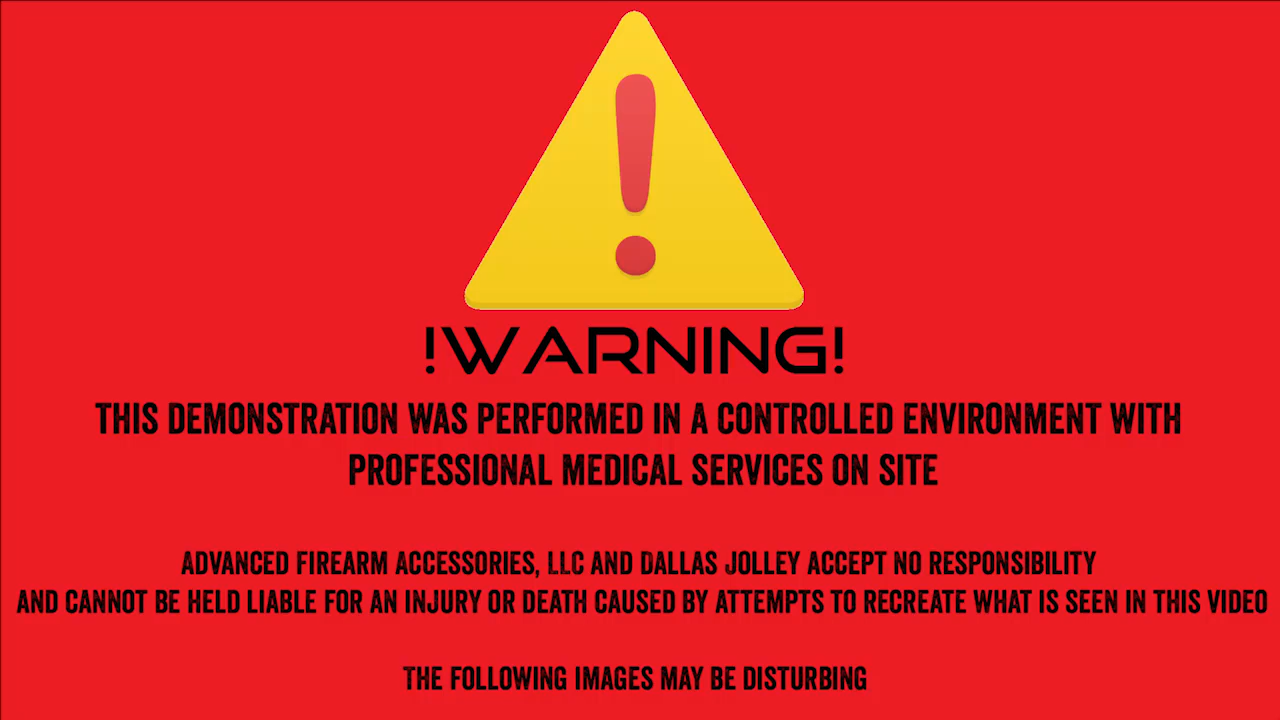 !WARNING!
THIS DEMONSTRATION WAS PERFORMED IN A CONTROLLED ENVIRONMENT WITH
PROFESSIONAL MEDICAL SERVICES ON SITE
ADVANCED FIREARM ACCESSORIES, LLC AND DALLAS JOLLEY ACCEPT NO RESPONSIBILITY
AND CANNOT BE HELD LIABLE FOR AN INJURY OR DEATH CAUSED BY ATTEMPTS TO RECREATE WHAT IS SEEN IN THIS VIDEO
THE FOLLOWING IMAGES MAY BE DISTURBING